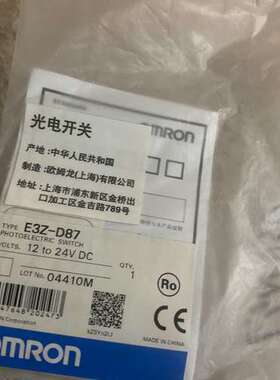 光电开关
产地:中华人民共和国
制造:欧姆龙(上海)有限公司
地址:上海市浦东新区金桥出
口加工区金吉路789号
OMRON
TYPE E3Z-D87
PHOTOELECTRIC SWITCH
VOLTS. 12 to 24V DC
LOT No. 04410M
QTY. 1
Ro
CE
MADE IN CHINA
OMRON